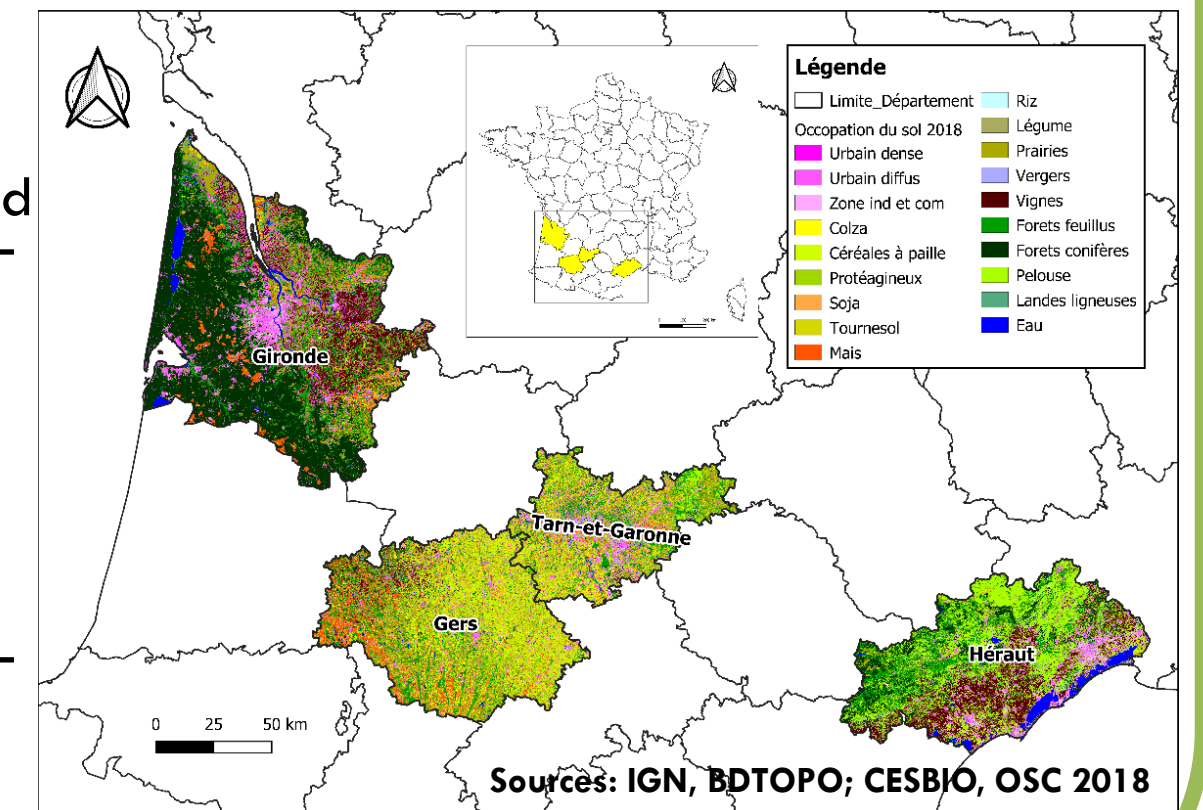 d
Légende
Limite_Département
Occopation du sol 2018
Urbain dense
Urbain diffus
Zone ind et com
Colza
Céréales à paille
Protéagineux
Soja
Tournesol
Mais
Riz
Légume
Prairies
Vergers
Vignes
Forets feuillus
Forets conifères
Pelouse
Landes ligneuses
Eau
Gironde
Tarn-et-Garonne
Gers
Héraut
0 25 50 km
Sources: IGN, BDTOPO; CESBIO, OSC 2018